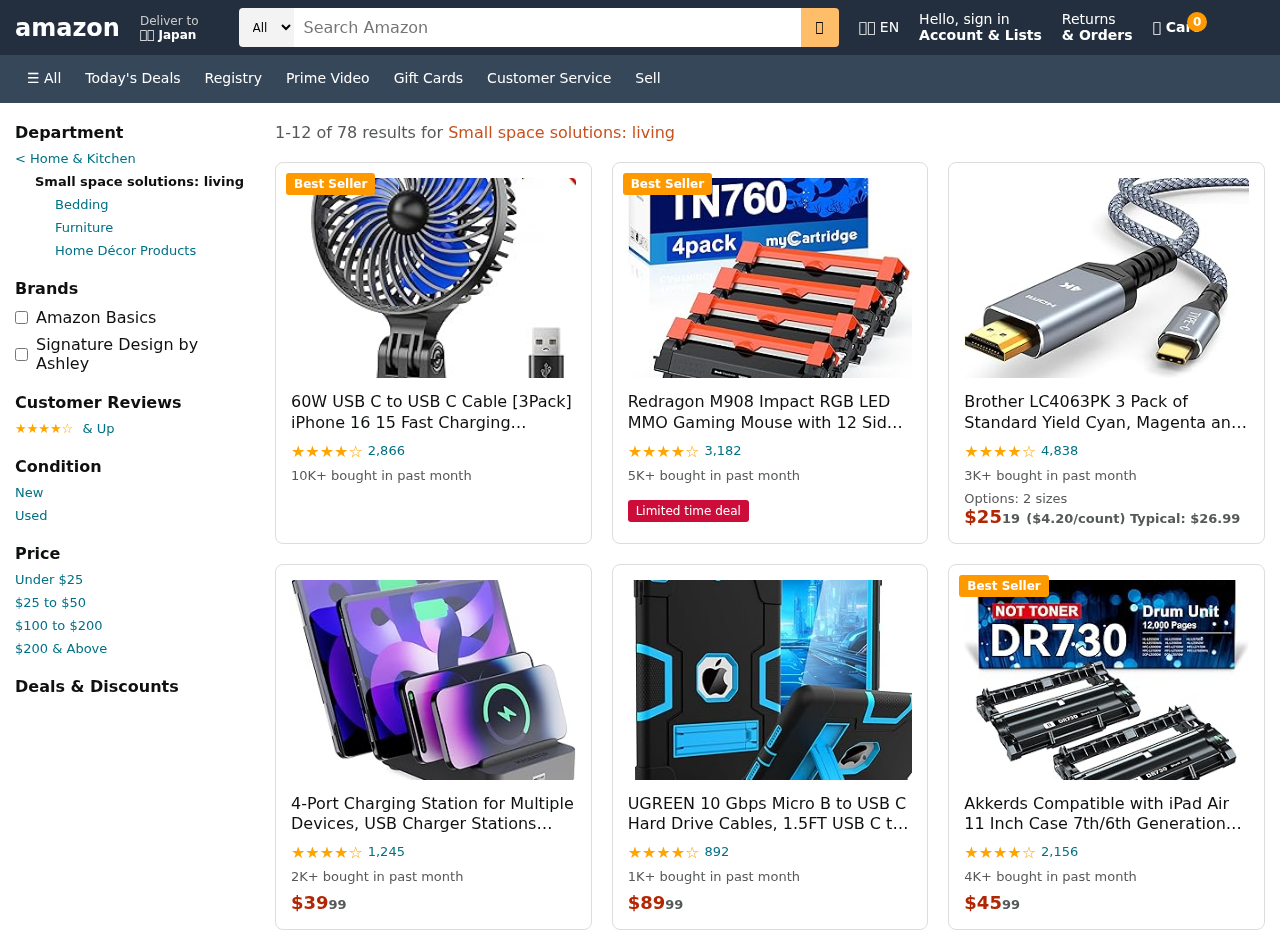 amazon
Deliver to
Japan
All
Search Amazon
EN
Hello, sign in
Account & Lists
Returns
& Orders
0
☰ All
Today's Deals
Registry
Prime Video
Gift Cards
Customer Service
Sell
Department
< Home & Kitchen
Small space solutions: living
Bedding
Furniture
Home Décor Products
Brands
Amazon Basics
Signature Design by
Ashley
Customer Reviews
★★★★☆ & Up
Condition
New
Used
Price
Under $25
$25 to $50
$100 to $200
$200 & Above
Deals & Discounts
1-12 of 78 results for Small space solutions: living
Best Seller
60W USB C to USB C Cable [3Pack]
iPhone 16 15 Fast Charging…
★★★★☆ 2,866
10K+ bought in past month
Best Seller
TN760
4pack
myCartridge
Redragon M908 Impact RGB LED
MMO Gaming Mouse with 12 Sid…
★★★★☆ 3,182
5K+ bought in past month
Limited time deal
4K
HDMI
TYPE-C
Brother LC4063PK 3 Pack of
Standard Yield Cyan, Magenta an…
★★★★☆ 4,838
3K+ bought in past month
Options: 2 sizes
$2519 ($4.20/count) Typical: $26.99
4-Port Charging Station for Multiple
Devices, USB Charger Stations…
★★★★☆ 1,245
2K+ bought in past month
$3999
UGREEN 10 Gbps Micro B to USB C
Hard Drive Cables, 1.5FT USB C t…
★★★★☆ 892
1K+ bought in past month
$8999
Best Seller
NOT TONER
DR730
Drum Unit
12,000 Pages
DR730
DR730
Akkerds Compatible with iPad Air
11 Inch Case 7th/6th Generation…
★★★★☆ 2,156
4K+ bought in past month
$4599